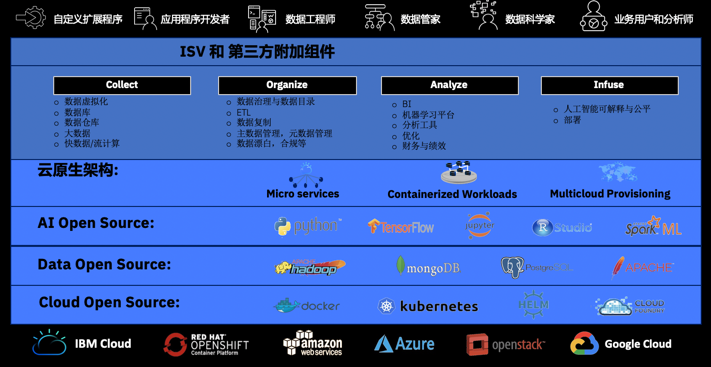 自定义扩展程序 应用程序开发者 数据工程师 数据管家 数据科学家 业务用户和分析师
ISV 和 第三方附加组件
Collect
数据虚拟化
数据库
数据仓库
大数据
快数据/流计算
Organize
数据治理与数据目录
ETL
数据复制
主数据管理，元数据管理
数据漂白，合规等
Analyze
BI
机器学习平台
分析工具
优化
财务与绩效
Infuse
人工智能可解释与公平
部署
云原生架构:
Micro services Containerized Workloads Multicloud Provisioning
AI Open Source:
python TensorFlow jupyter R Studio Spark ML
Data Open Source:
hadoop mongoDB PostgreSQL APACHE
Cloud Open Source:
docker kubernetes HELM CLOUD FOUNDRY
IBM Cloud
RED HAT
OPENSHIFT
Container Platform
amazon
web services
Azure
openstack
Google Cloud